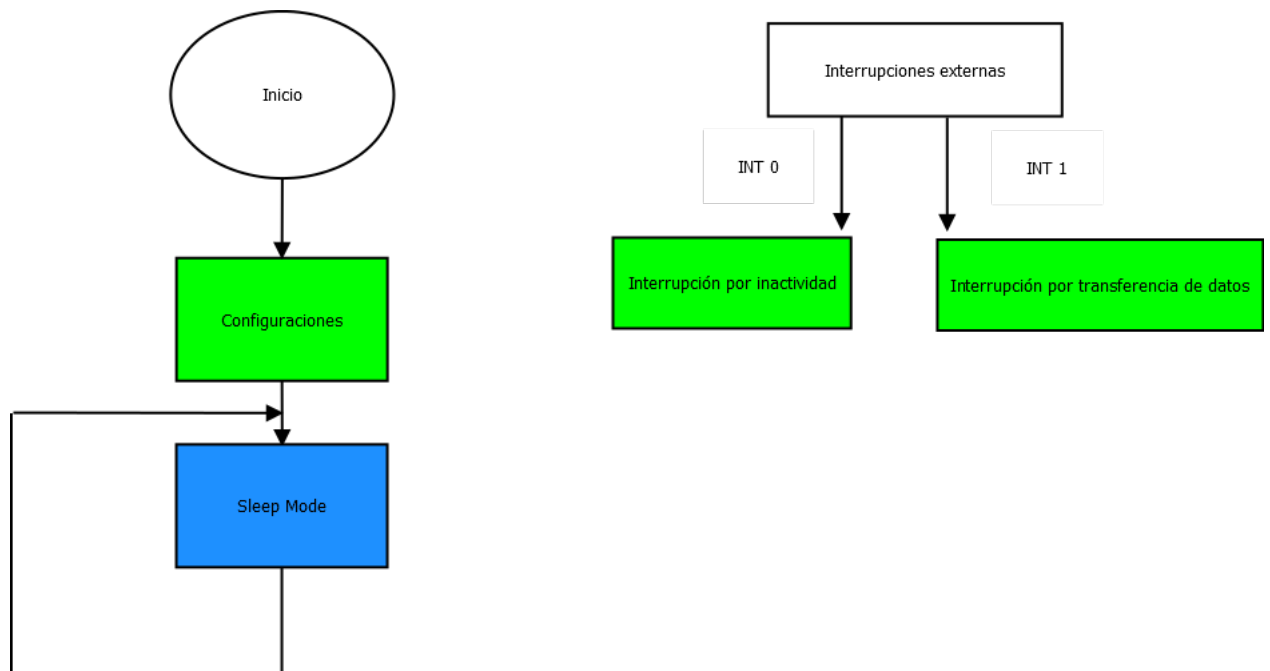 Inicio
Configuraciones
Sleep Mode
Interrupciones externas
INT 0
INT 1
Interrupción por inactividad
Interrupción por transferencia de datos